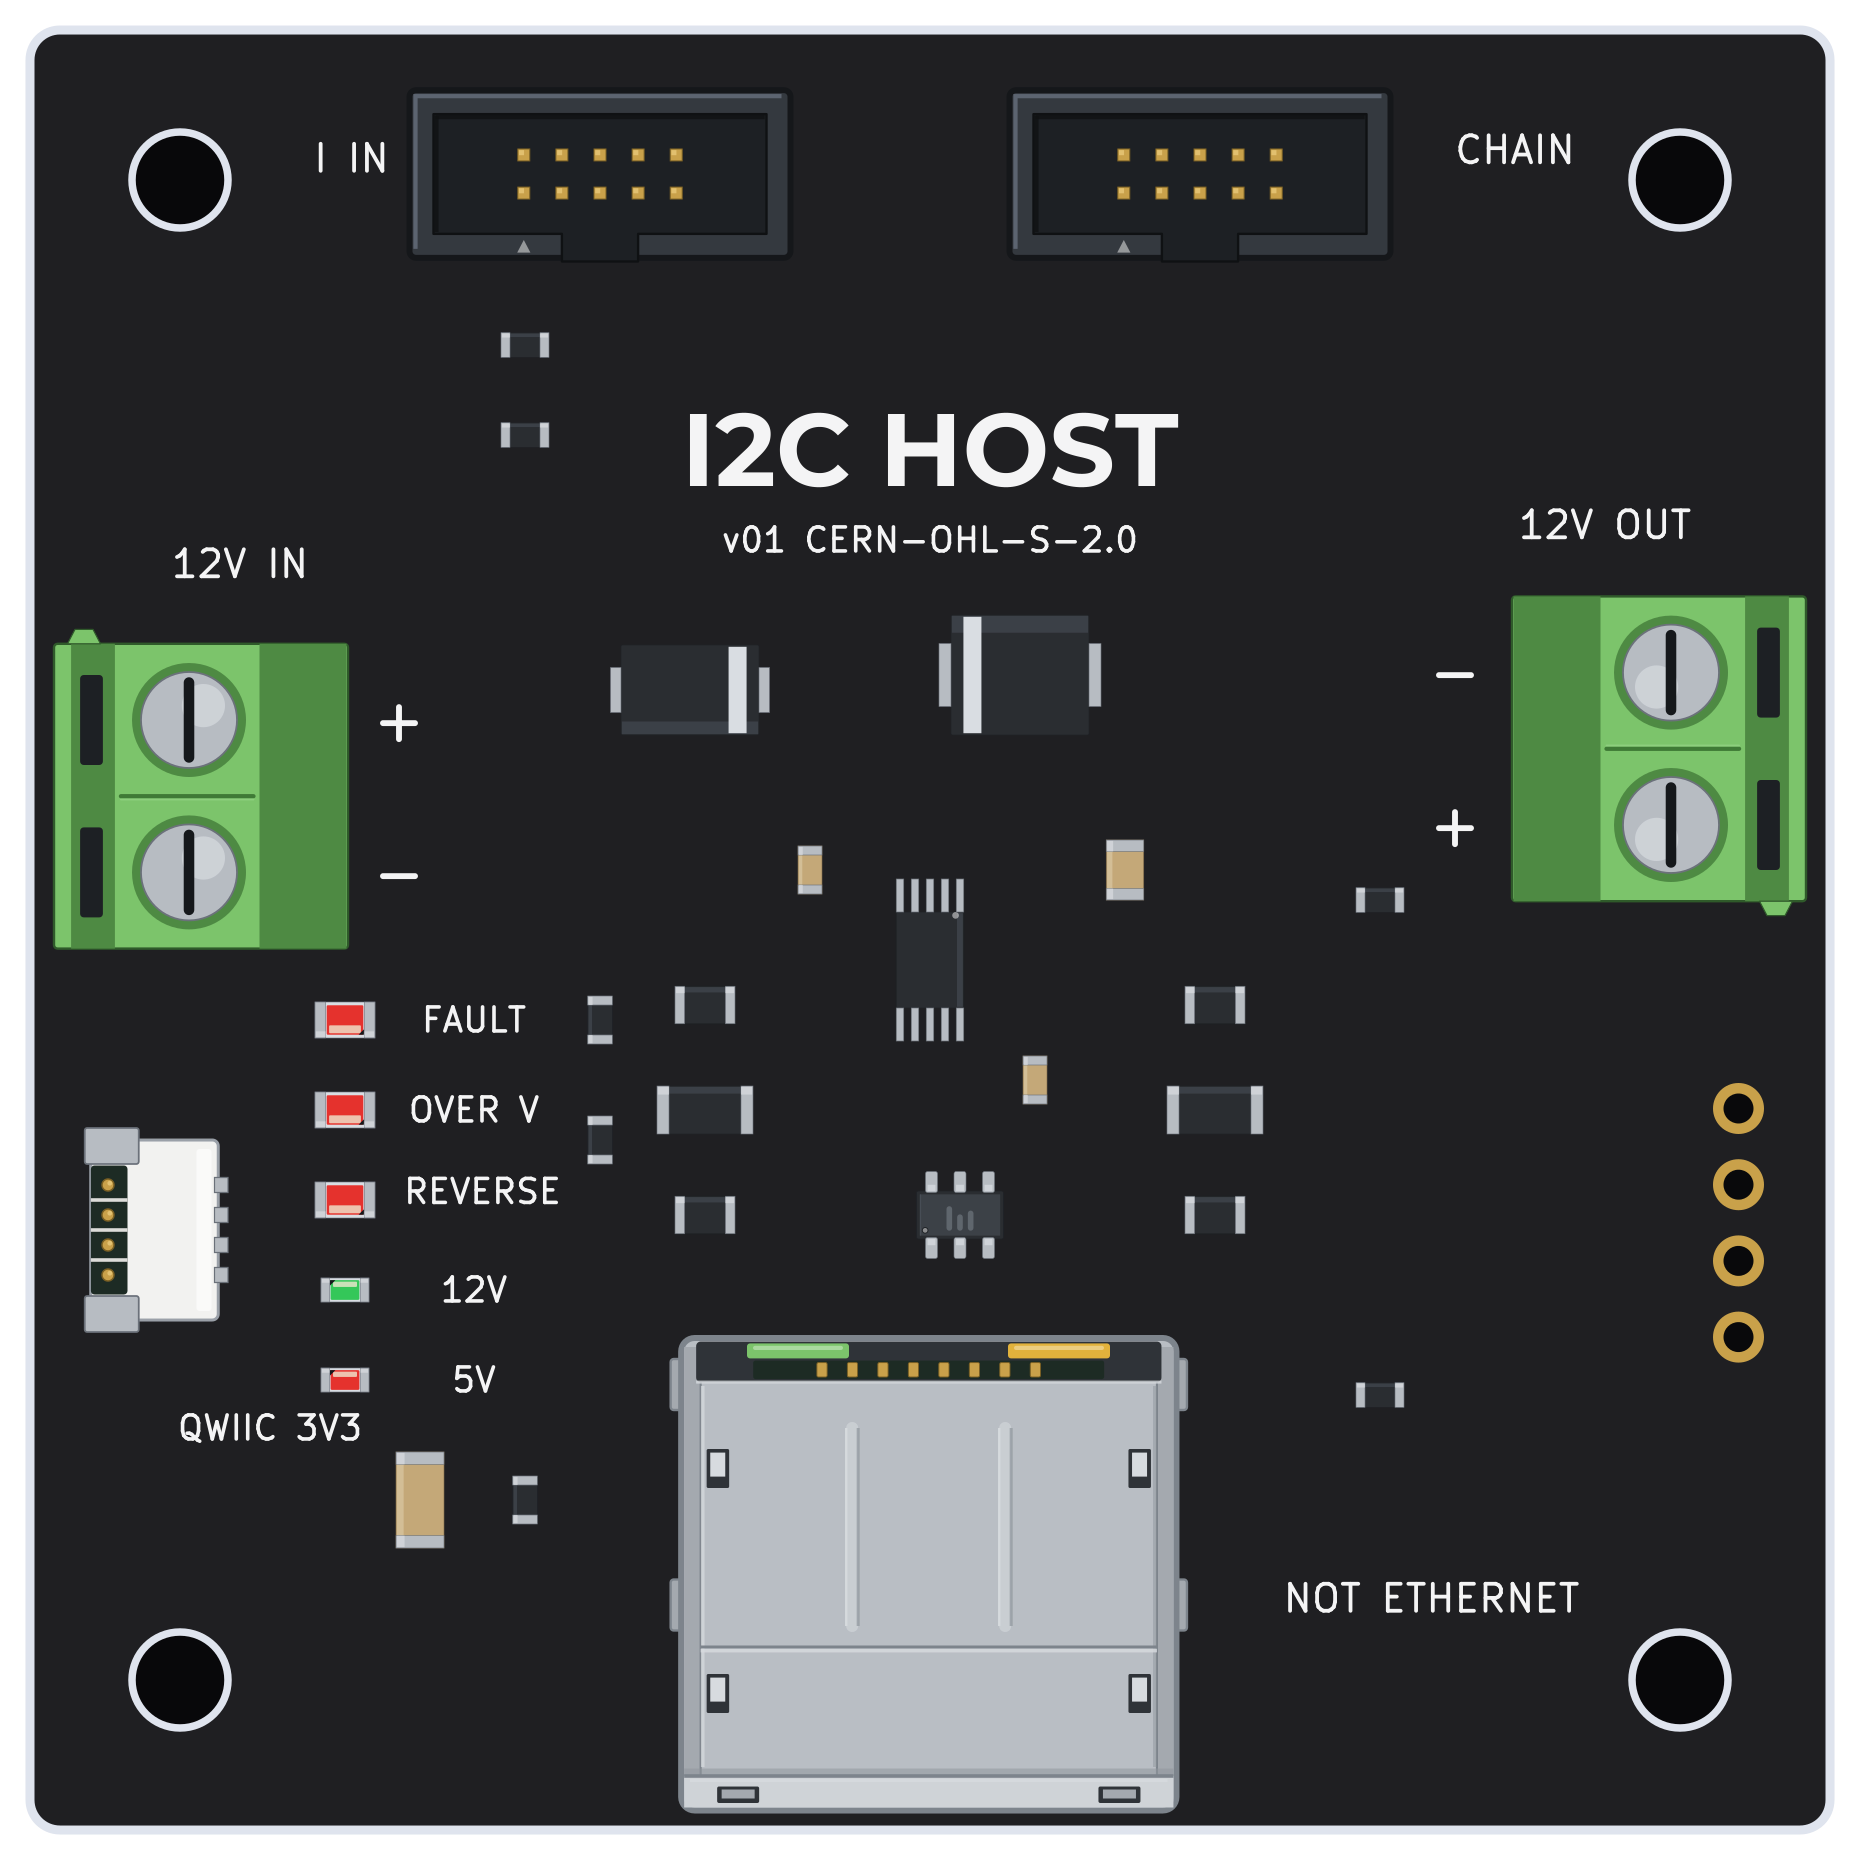 I IN
CHAIN
I2C HOST
v01 CERN-OHL-S-2.0
12V IN
12V OUT
+
-
-
+
FAULT
OVER V
REVERSE
12V
5V
QWIIC 3V3
NOT ETHERNET